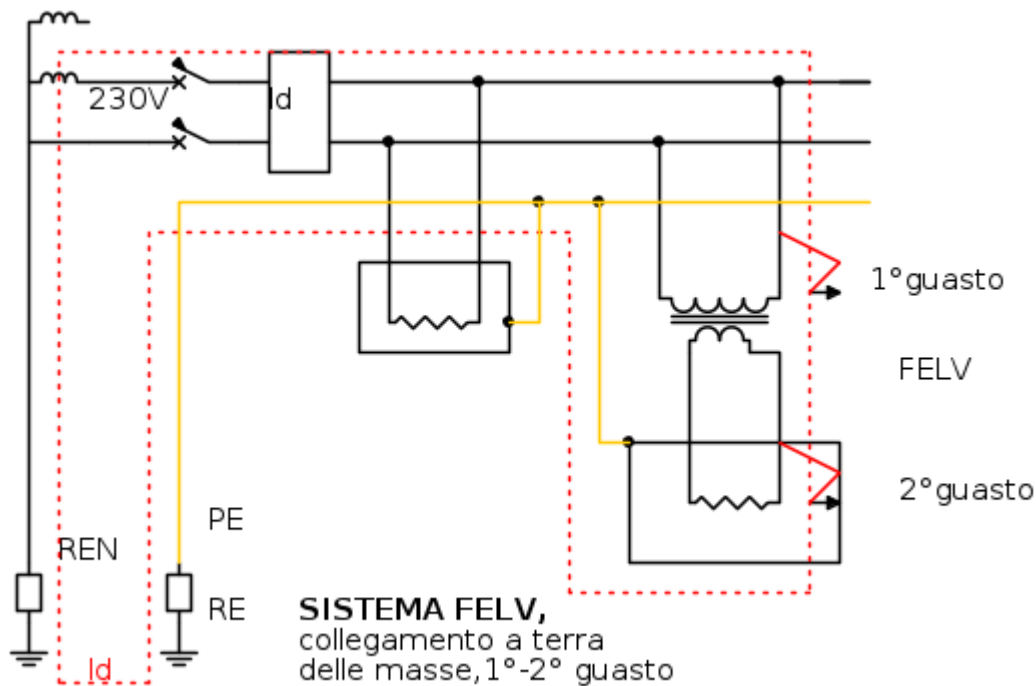 230V
Id
1°guasto
FELV
2°guasto
PE
REN
RE
SISTEMA FELV,
collegamento a terra
delle masse,1°-2° guasto
Id